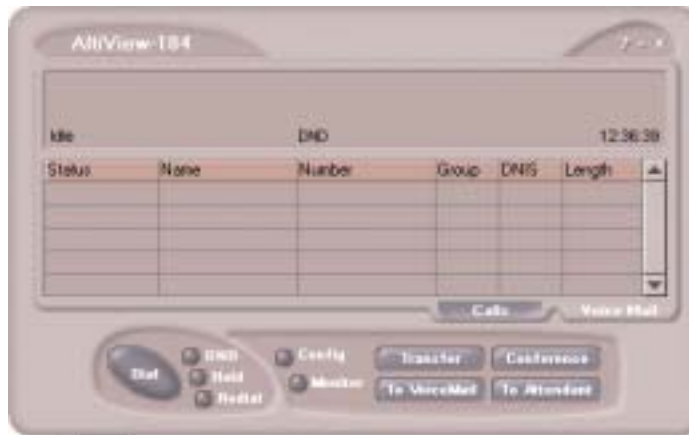 AltiView-184
? - x
Idle DND 12:36:39
Status Name Number Group DNIS Length
Calls Voice Mail
Dial DND Hold Redial Config Monitor Transfer Conference
To VoiceMail To Attendant